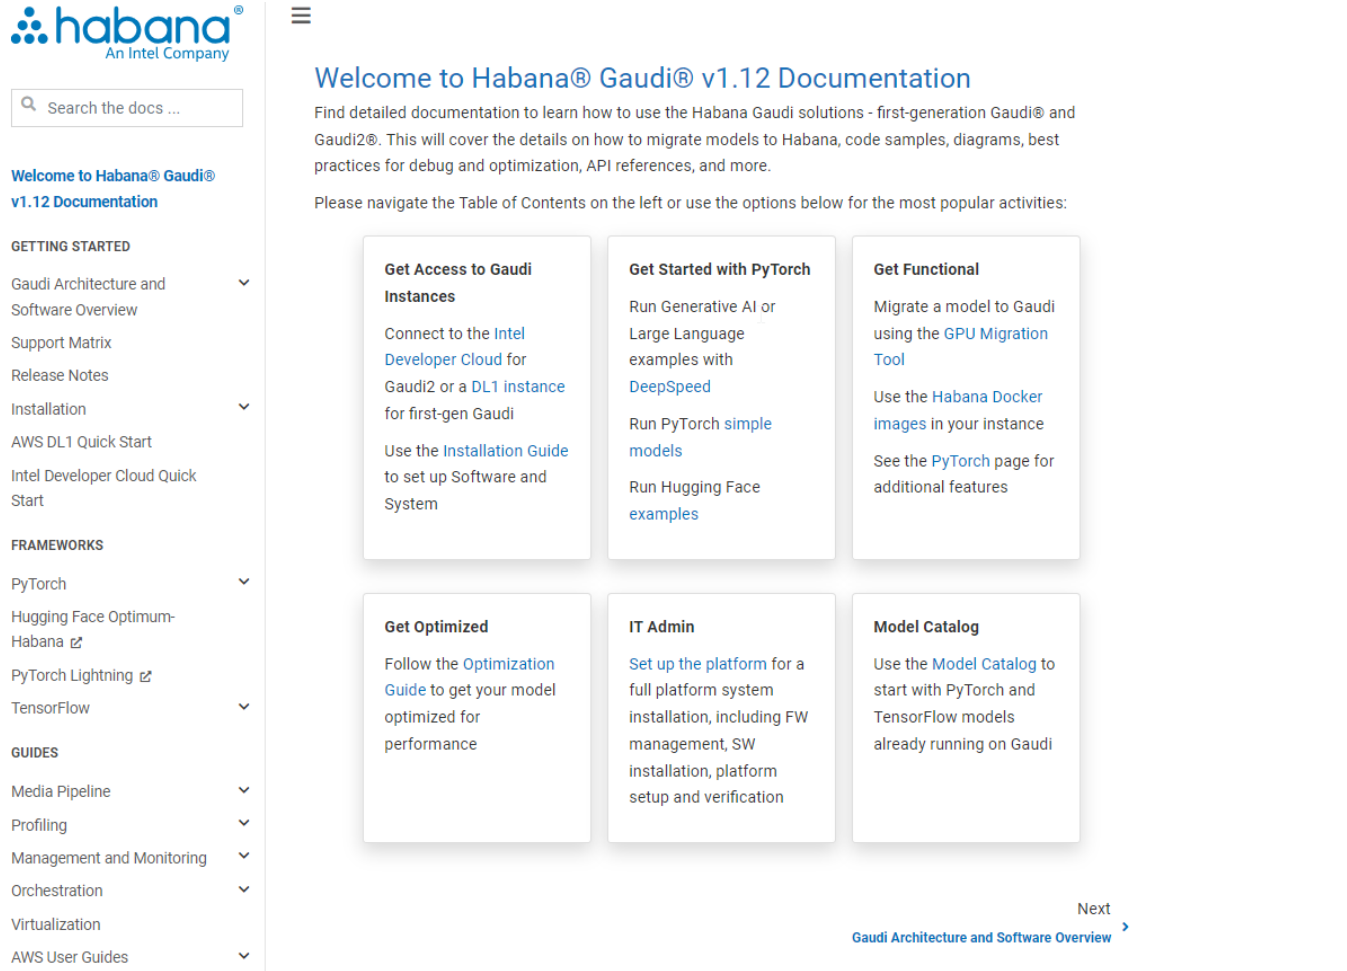 habana®
An Intel Company
Search the docs ...
Welcome to Habana® Gaudi®
v1.12 Documentation
GETTING STARTED
Gaudi Architecture and
Software Overview
Support Matrix
Release Notes
Installation
AWS DL1 Quick Start
Intel Developer Cloud Quick
Start
FRAMEWORKS
PyTorch
Hugging Face Optimum-
Habana
PyTorch Lightning
TensorFlow
GUIDES
Media Pipeline
Profiling
Management and Monitoring
Orchestration
Virtualization
AWS User Guides
Welcome to Habana® Gaudi® v1.12 Documentation
Find detailed documentation to learn how to use the Habana Gaudi solutions - first-generation Gaudi® and
Gaudi2®. This will cover the details on how to migrate models to Habana, code samples, diagrams, best
practices for debug and optimization, API references, and more.
Please navigate the Table of Contents on the left or use the options below for the most popular activities:
Get Access to Gaudi
Instances
Connect to the Intel
Developer Cloud for
Gaudi2 or a DL1 instance
for first-gen Gaudi
Use the Installation Guide
to set up Software and
System
Get Started with PyTorch
Run Generative AI or
Large Language
examples with
DeepSpeed
Run PyTorch simple
models
Run Hugging Face
examples
Get Functional
Migrate a model to Gaudi
using the GPU Migration
Tool
Use the Habana Docker
images in your instance
See the PyTorch page for
additional features
Get Optimized
Follow the Optimization
Guide to get your model
optimized for
performance
IT Admin
Set up the platform for a
full platform system
installation, including FW
management, SW
installation, platform
setup and verification
Model Catalog
Use the Model Catalog to
start with PyTorch and
TensorFlow models
already running on Gaudi
Next
Gaudi Architecture and Software Overview